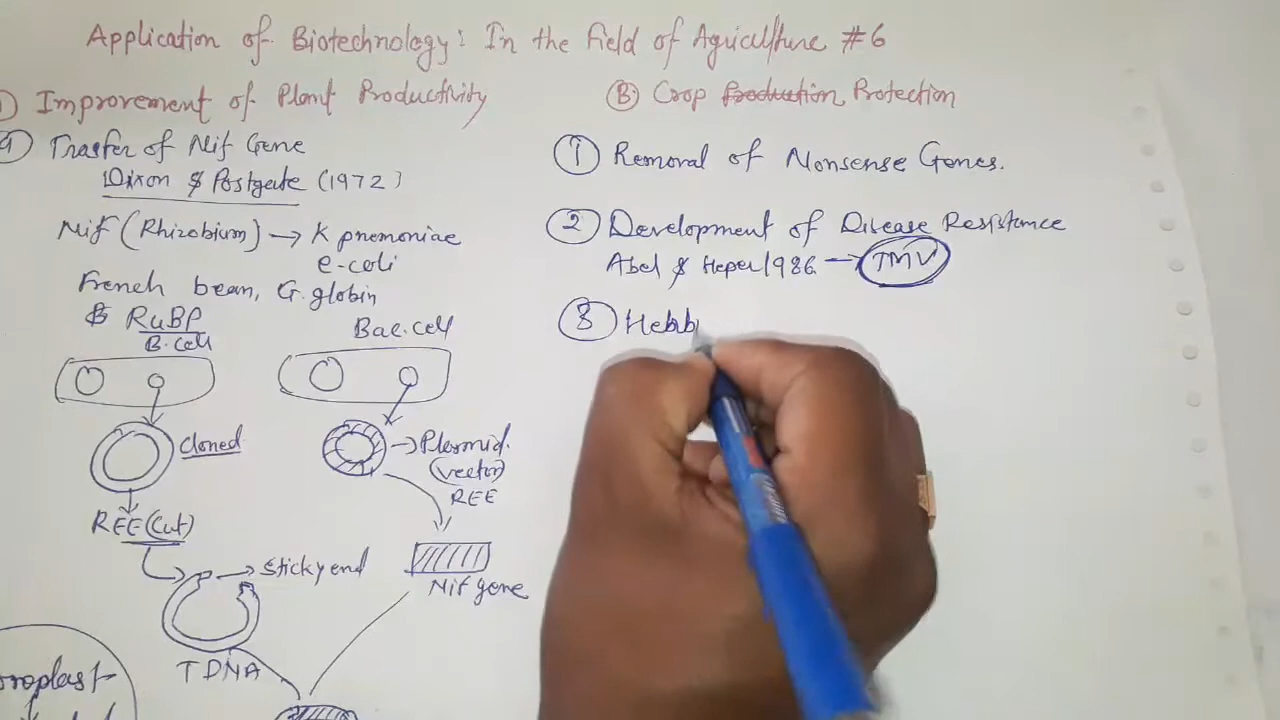 Application of Biotechnology: In the Field of Agriculture #6
Improvement of Plant Productivity
Trasfer of Nif Gene
Dixon & Postgate (1972)
Nif (Rhizobium) → K pnemoniae
e-coli
French bean, G. globin
RuBP
B.cell
Bac.cell
cloned
→ Plasmid.
(vector)
REE
REE (Cut)
→ sticky end
Nif gene
T DNA
(B) Crop Production Protection
(1) Removal of Nonsense Genes.
(2) Development of Disease Resistance
Abel & Heper 1986 → TMV
(3) Hebb